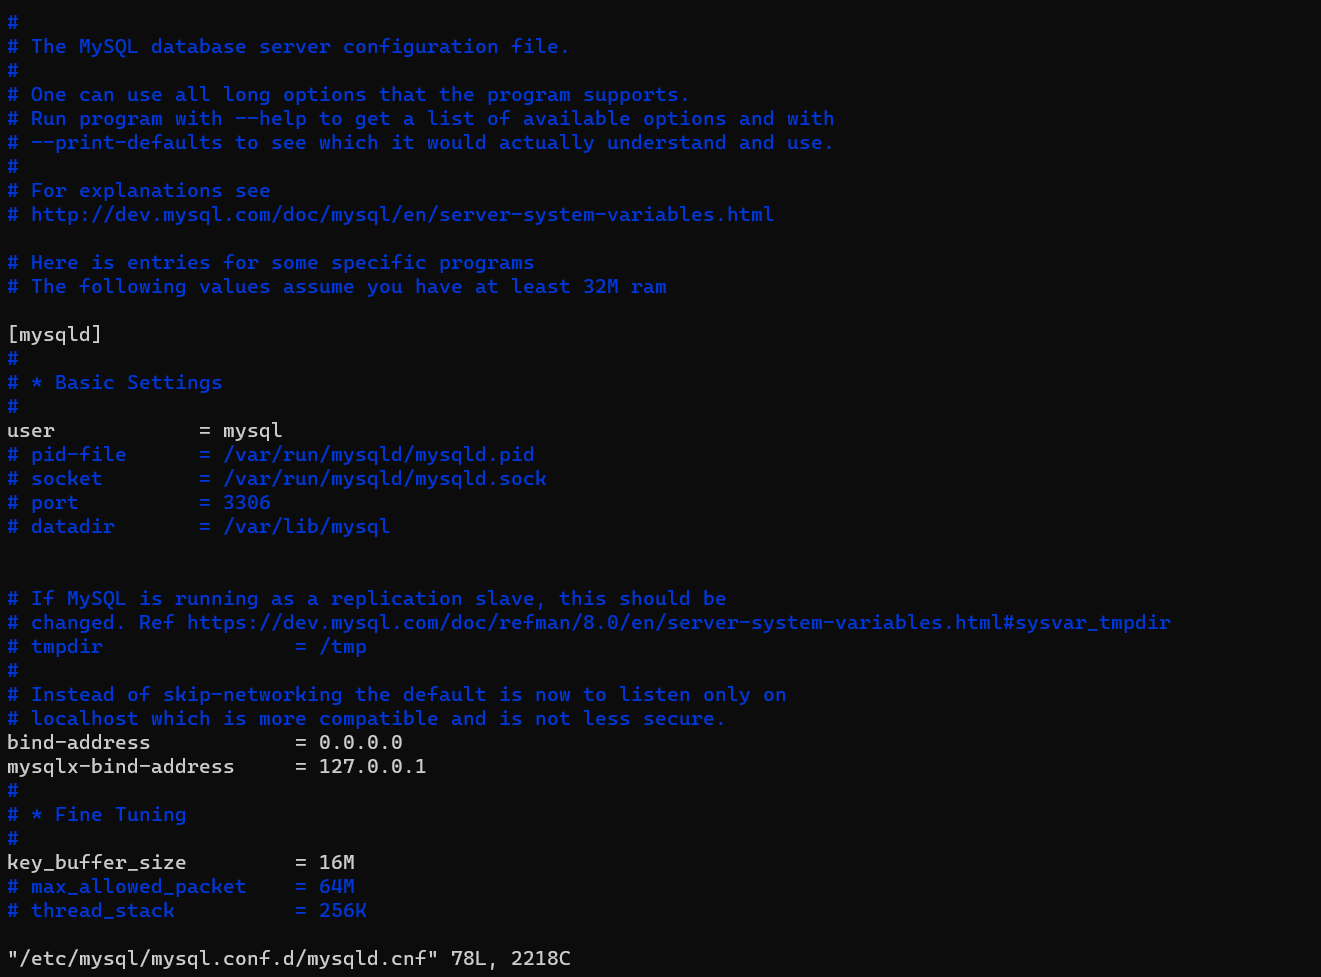 #
# The MySQL database server configuration file.
#
# One can use all long options that the program supports.
# Run program with --help to get a list of available options and with
# --print-defaults to see which it would actually understand and use.
#
# For explanations see
# http://dev.mysql.com/doc/mysql/en/server-system-variables.html

# Here is entries for some specific programs
# The following values assume you have at least 32M ram

[mysqld]
#
# * Basic Settings
#
user            = mysql
# pid-file      = /var/run/mysqld/mysqld.pid
# socket        = /var/run/mysqld/mysqld.sock
# port          = 3306
# datadir       = /var/lib/mysql


# If MySQL is running as a replication slave, this should be
# changed. Ref https://dev.mysql.com/doc/refman/8.0/en/server-system-variables.html#sysvar_tmpdir
# tmpdir                = /tmp
#
# Instead of skip-networking the default is now to listen only on
# localhost which is more compatible and is not less secure.
bind-address            = 0.0.0.0
mysqlx-bind-address     = 127.0.0.1
#
# * Fine Tuning
#
key_buffer_size         = 16M
# max_allowed_packet    = 64M
# thread_stack          = 256K

"/etc/mysql/mysql.conf.d/mysqld.cnf" 78L, 2218C